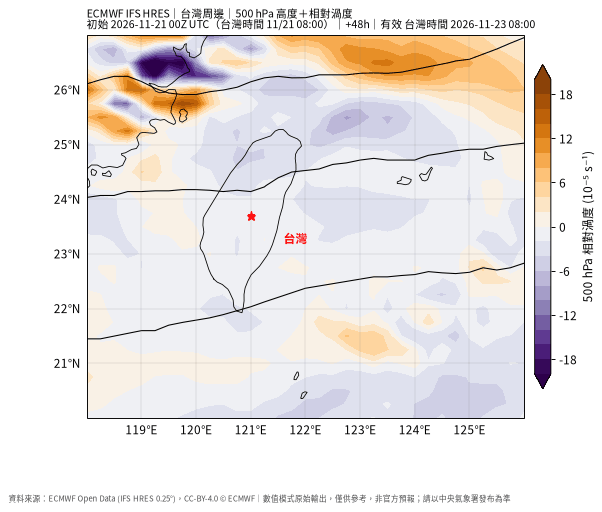 ECMWF IFS HRES｜台灣周邊｜500 hPa 高度＋相對渦度
初始 2026-11-21 00Z UTC（台灣時間 11/21 08:00）｜ +48h｜有效 台灣時間 2026-11-23 08:00
26°N
25°N
24°N
23°N
22°N
21°N
119°E
120°E
121°E
122°E
123°E
124°E
125°E
台灣
18
12
6
0
-6
-12
-18
500 hPa 相對渦度 (10⁻⁵ s⁻¹)
資料來源：ECMWF Open Data (IFS HRES 0.25°)，CC-BY-4.0 © ECMWF｜數值模式原始輸出，僅供參考，非官方預報；請以中央氣象署發布為準